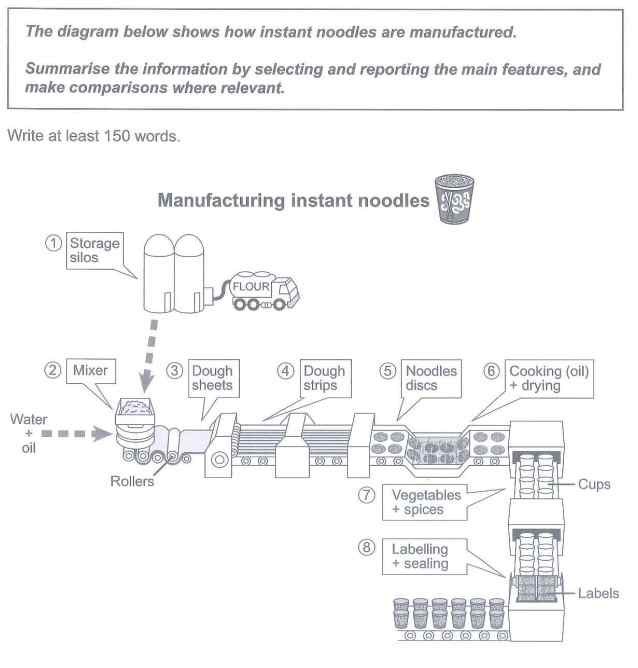 The diagram below shows how instant noodles are manufactured.
Summarise the information by selecting and reporting the main features, and
make comparisons where relevant.
Write at least 150 words.
Manufacturing instant noodles
1 Storage
silos
FLOUR
2 Mixer
3 Dough
sheets
4 Dough
strips
5 Noodles
discs
6 Cooking (oil)
+ drying
Water
+
oil
Rollers
7 Vegetables
+ spices
Cups
8 Labelling
+ sealing
Labels